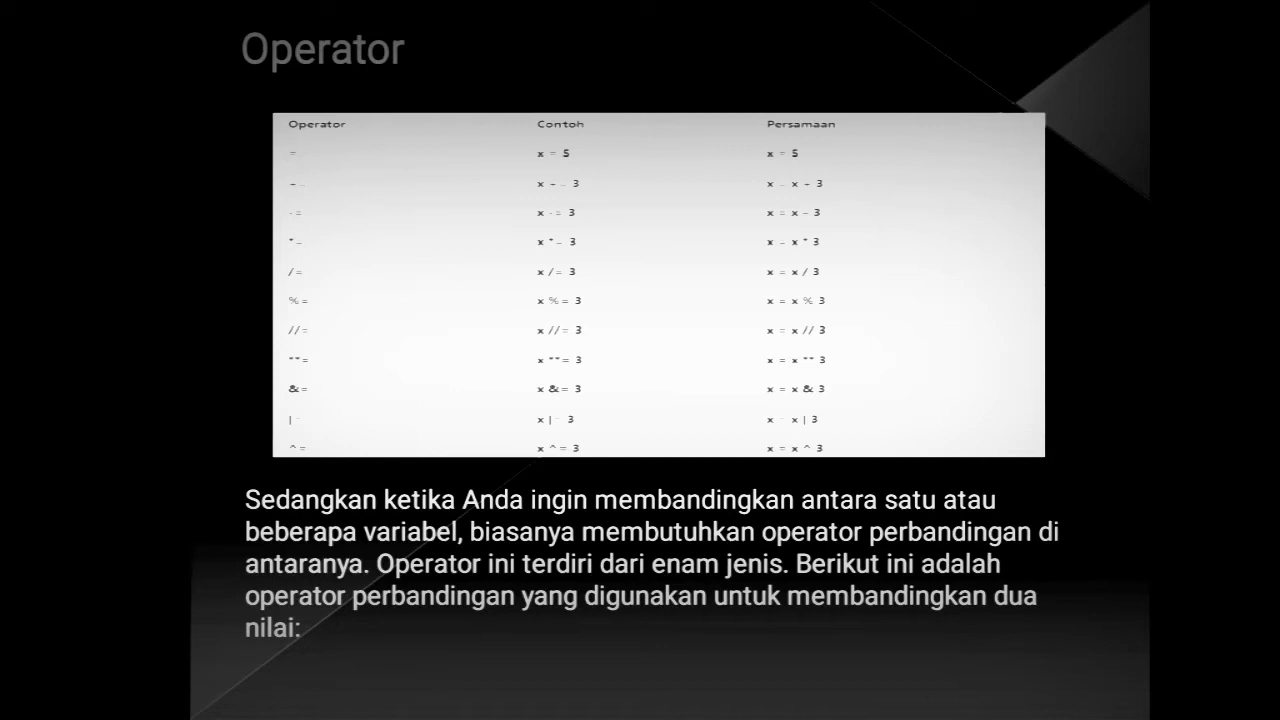 Operator
Operator Contoh Persamaan
= x = 5 x = 5
+= x += 3 x = x + 3
-= x -= 3 x = x - 3
*= x *= 3 x = x * 3
/= x /= 3 x = x / 3
%= x %= 3 x = x % 3
//= x //= 3 x = x // 3
**= x **= 3 x = x ** 3
&= x &= 3 x = x & 3
|= x |= 3 x = x | 3
^= x ^= 3 x = x ^ 3
Sedangkan ketika Anda ingin membandingkan antara satu atau
beberapa variabel, biasanya membutuhkan operator perbandingan di
antaranya. Operator ini terdiri dari enam jenis. Berikut ini adalah
operator perbandingan yang digunakan untuk membandingkan dua
nilai: